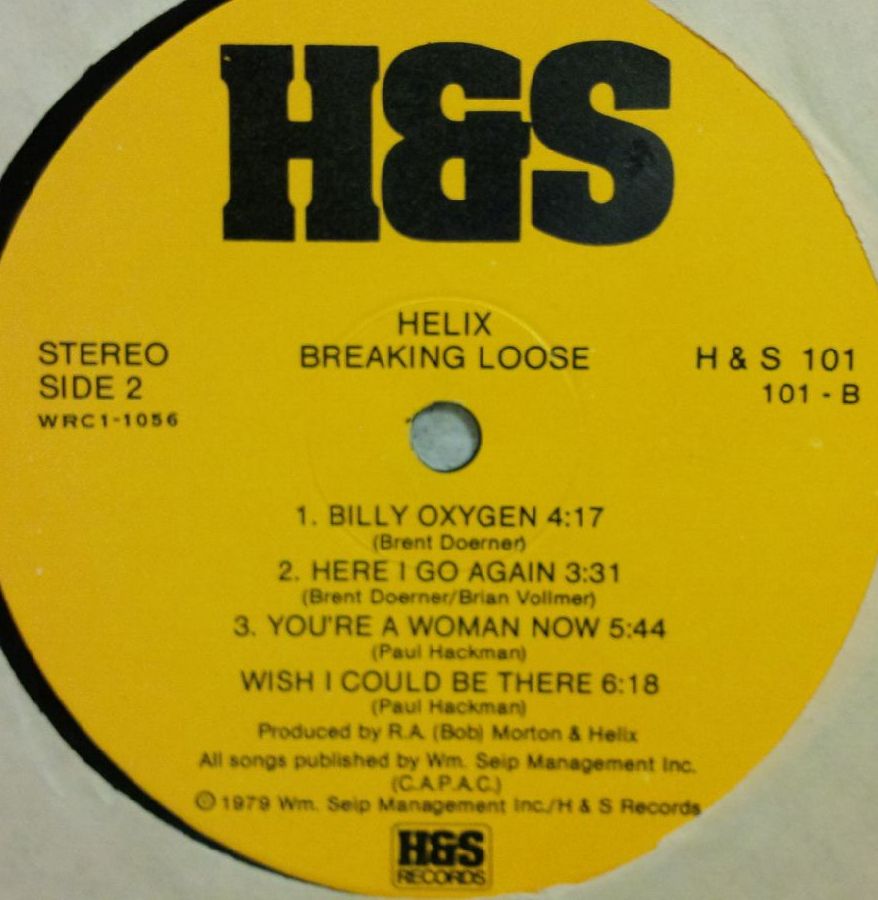 H&S
HELIX
BREAKING LOOSE
STEREO
SIDE 2
WRC1-1056
H & S 101
101 - B
1. BILLY OXYGEN 4:17
(Brent Doerner)
2. HERE I GO AGAIN 3:31
(Brent Doerner/Brian Vollmer)
3. YOU'RE A WOMAN NOW 5:44
(Paul Hackman)
WISH I COULD BE THERE 6:18
(Paul Hackman)
Produced by R.A. (Bob) Morton & Helix
All songs published by Wm. Seip Management Inc.
(C.A.P.A.C.)
Ⓟ 1979 Wm. Seip Management Inc./H & S Records
H&S
RECORDS